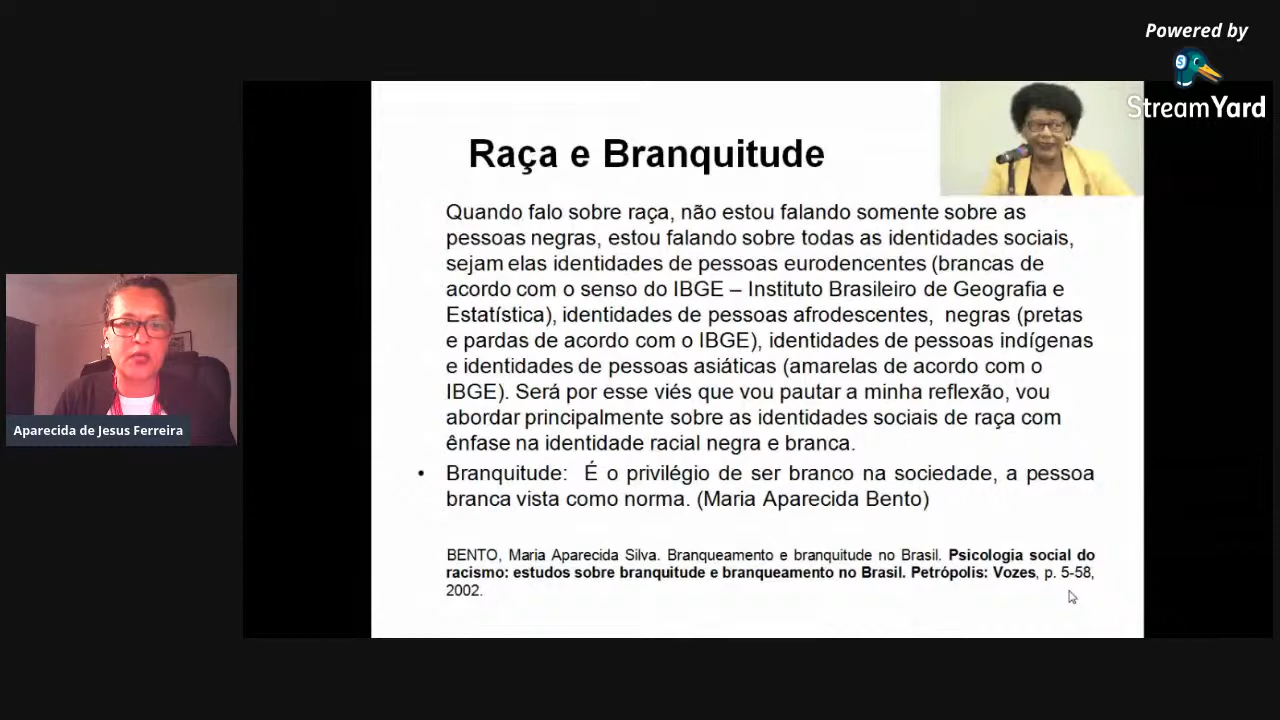 Powered by
StreamYard
Raça e Branquitude
Quando falo sobre raça, não estou falando somente sobre as
pessoas negras, estou falando sobre todas as identidades sociais,
sejam elas identidades de pessoas eurodencentes (brancas de
acordo com o senso do IBGE – Instituto Brasileiro de Geografia e
Estatística), identidades de pessoas afrodescentes, negras (pretas
e pardas de acordo com o IBGE), identidades de pessoas indígenas
e identidades de pessoas asiáticas (amarelas de acordo com o
IBGE). Será por esse viés que vou pautar a minha reflexão, vou
abordar principalmente sobre as identidades sociais de raça com
ênfase na identidade racial negra e branca.
• Branquitude: É o privilégio de ser branco na sociedade, a pessoa
branca vista como norma. (Maria Aparecida Bento)
BENTO, Maria Aparecida Silva. Branqueamento e branquitude no Brasil. Psicologia social do
racismo: estudos sobre branquitude e branqueamento no Brasil. Petrópolis: Vozes, p. 5-58,
2002.
Aparecida de Jesus Ferreira